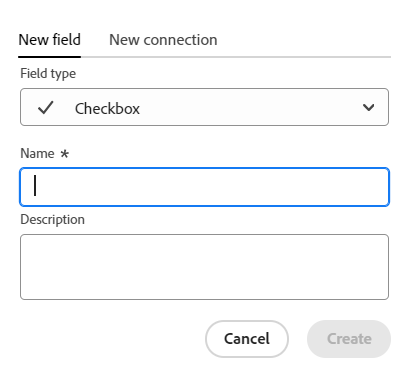 New field New connection
Field type
Checkbox
Name *
Description
Cancel Create